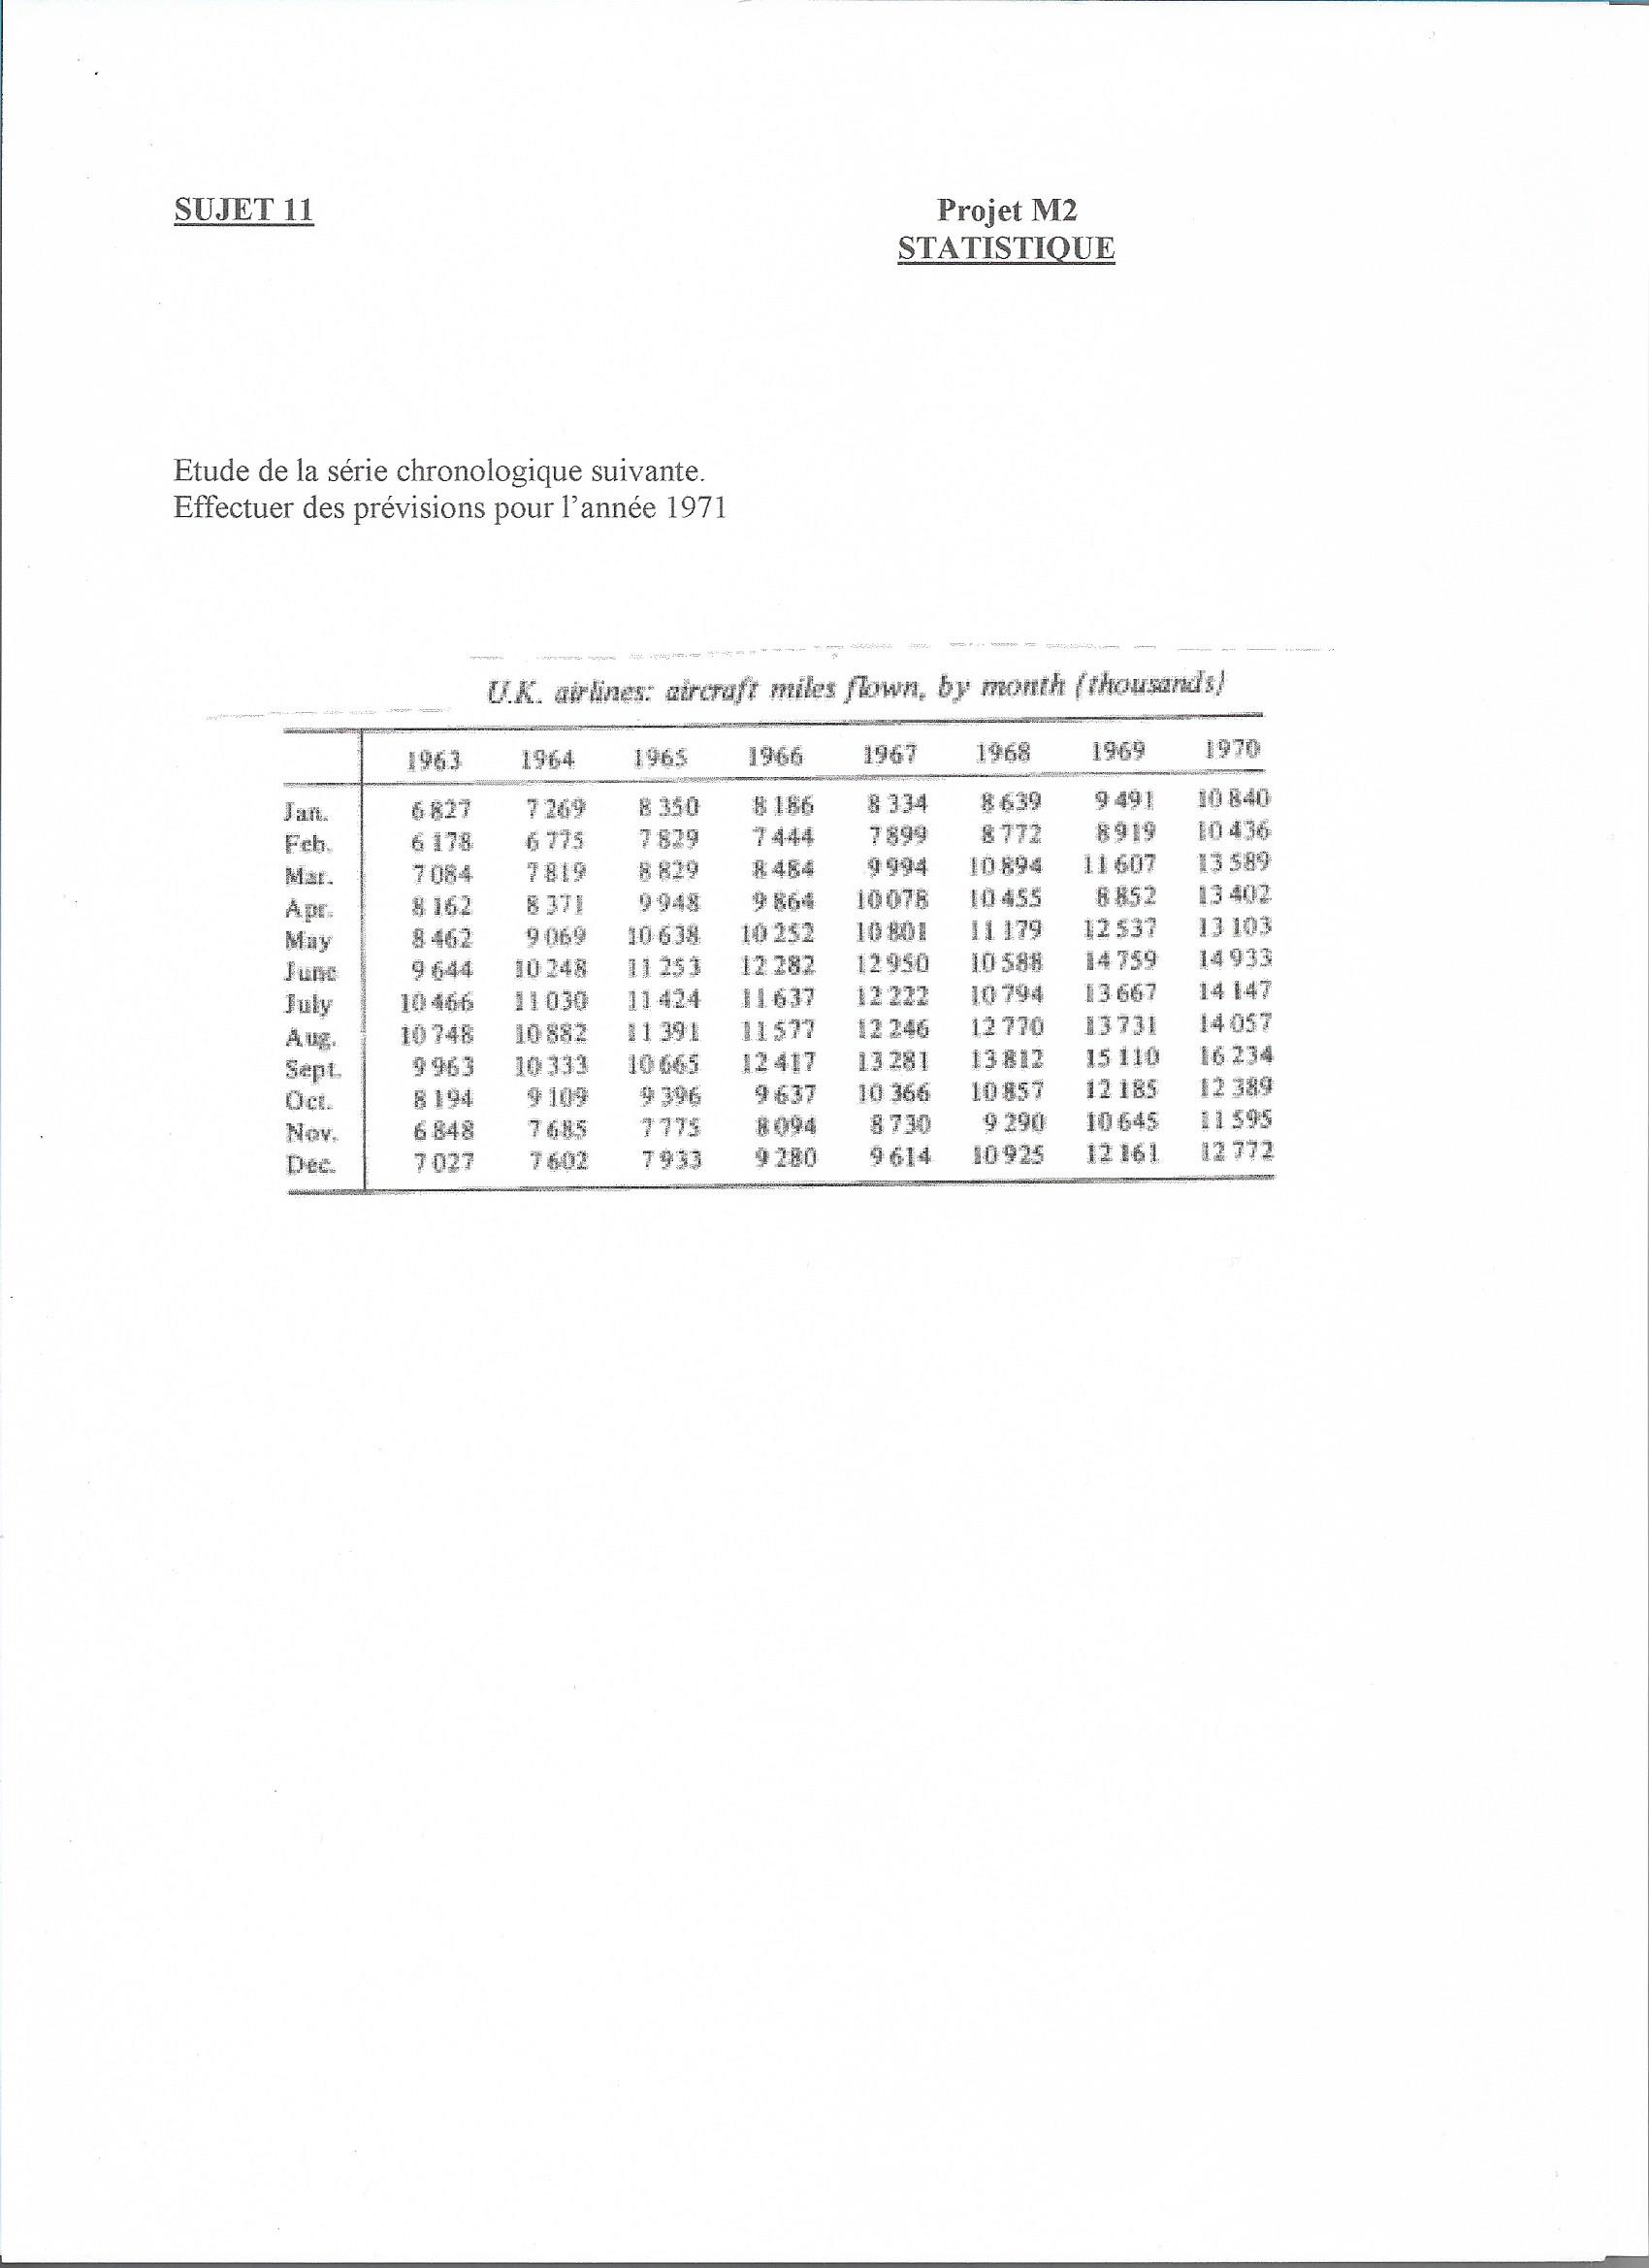 SUJET 11
Projet M2
STATISTIQUE
Etude de la série chronologique suivante.
Effectuer des prévisions pour l'année 1971
U.K. airlines: aircraft miles flown, by month (thousands)
1963 1964 1965 1966 1967 1968 1969 1970
Jan. 6 827 7 269 8 350 8 186 8 334 8 639 9 491 10 840
Feb. 6 178 6 775 7 829 7 444 7 899 8 772 8 919 10 436
Mar. 7 084 7 819 8 829 8 484 9 994 10 894 11 607 13 589
Apr. 8 162 8 371 9 948 9 864 10 078 10 455 8 852 13 402
May 8 462 9 069 10 638 10 252 10 801 11 179 12 537 13 103
June 9 644 10 248 11 253 12 282 12 950 10 588 14 759 14 933
July 10 466 11 030 11 424 11 637 12 222 10 794 13 667 14 147
Aug. 10 748 10 882 11 391 11 577 12 246 12 770 13 731 14 057
Sept. 9 963 10 333 10 665 12 417 13 281 13 812 15 110 16 234
Oct. 8 194 9 109 9 396 9 637 10 366 10 857 12 185 12 389
Nov. 6 848 7 685 7 775 8 094 8 730 9 290 10 645 11 595
Dec. 7 027 7 602 7 933 9 280 9 614 10 925 12 161 12 772